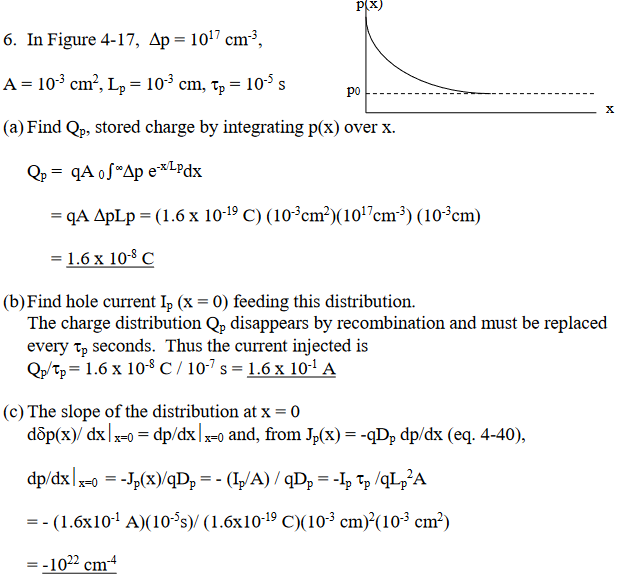 p(x)
6. In Figure 4-17, Δp = 10¹⁷ cm⁻³,
A = 10⁻³ cm², Lₚ = 10⁻³ cm, τₚ = 10⁻⁵ s
p₀
x
(a) Find Qₚ, stored charge by integrating p(x) over x.
Qₚ = qA ₀∫^∞Δp e^-x/Lpdx
= qA ΔpLp = (1.6 x 10⁻¹⁹ C) (10⁻³cm²)(10¹⁷cm⁻³) (10⁻³cm)
= 1.6 x 10⁻⁸ C
(b) Find hole current Iₚ (x = 0) feeding this distribution.
The charge distribution Qₚ disappears by recombination and must be replaced
every τₚ seconds. Thus the current injected is
Qₚ/τₚ = 1.6 x 10⁻⁸ C / 10⁻⁷ s = 1.6 x 10⁻¹ A
(c) The slope of the distribution at x = 0
dδp(x)/ dx|ₓ₌₀ = dp/dx|ₓ₌₀ and, from Jₚ(x) = -qDₚ dp/dx (eq. 4-40),
dp/dx|ₓ₌₀ = -Jₚ(x)/qDₚ = - (Iₚ/A) / qDₚ = -Iₚ τₚ /qLₚ²A
= - (1.6x10⁻¹ A)(10⁻⁵s)/ (1.6x10⁻¹⁹ C)(10⁻³ cm)²(10⁻³ cm²)
= -10²² cm⁻⁴